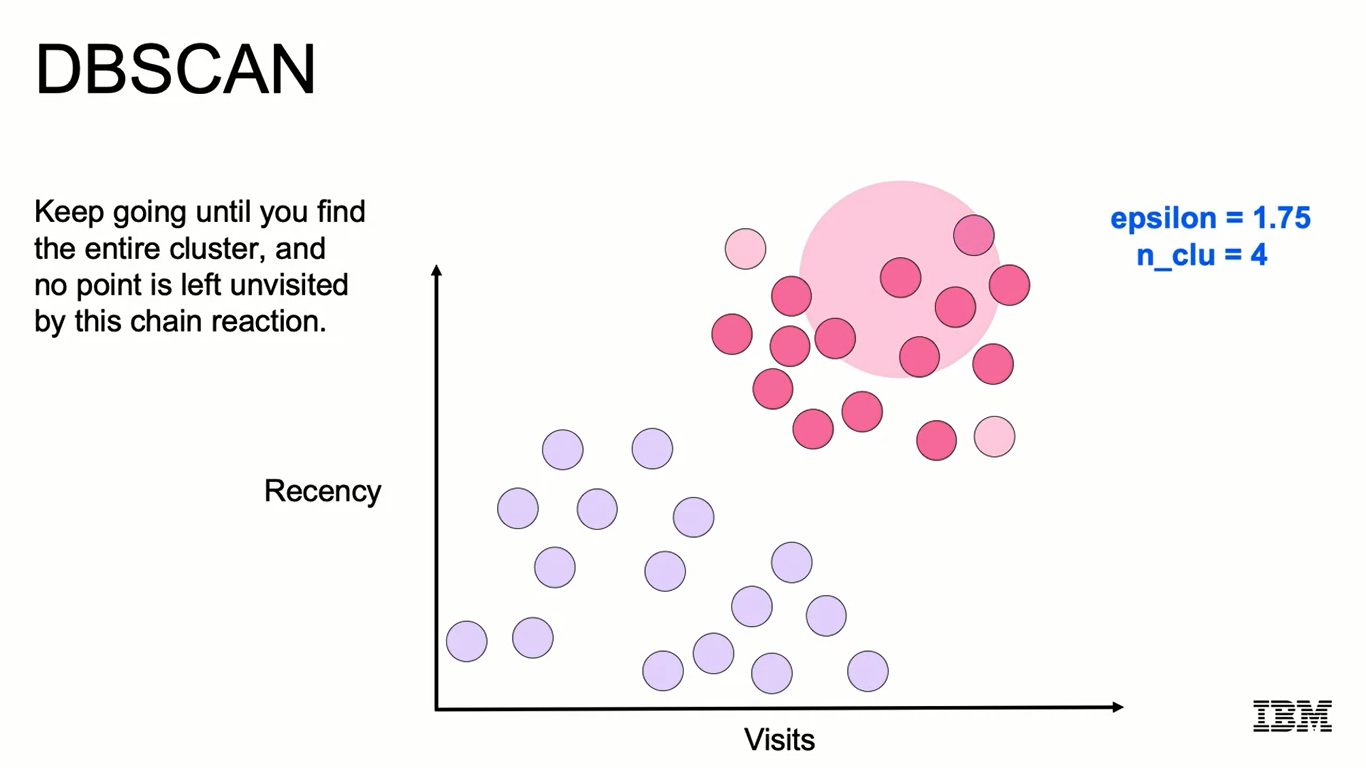 DBSCAN
Keep going until you find
the entire cluster, and
no point is left unvisited
by this chain reaction.
epsilon = 1.75
n_clu = 4
Recency
Visits
IBM